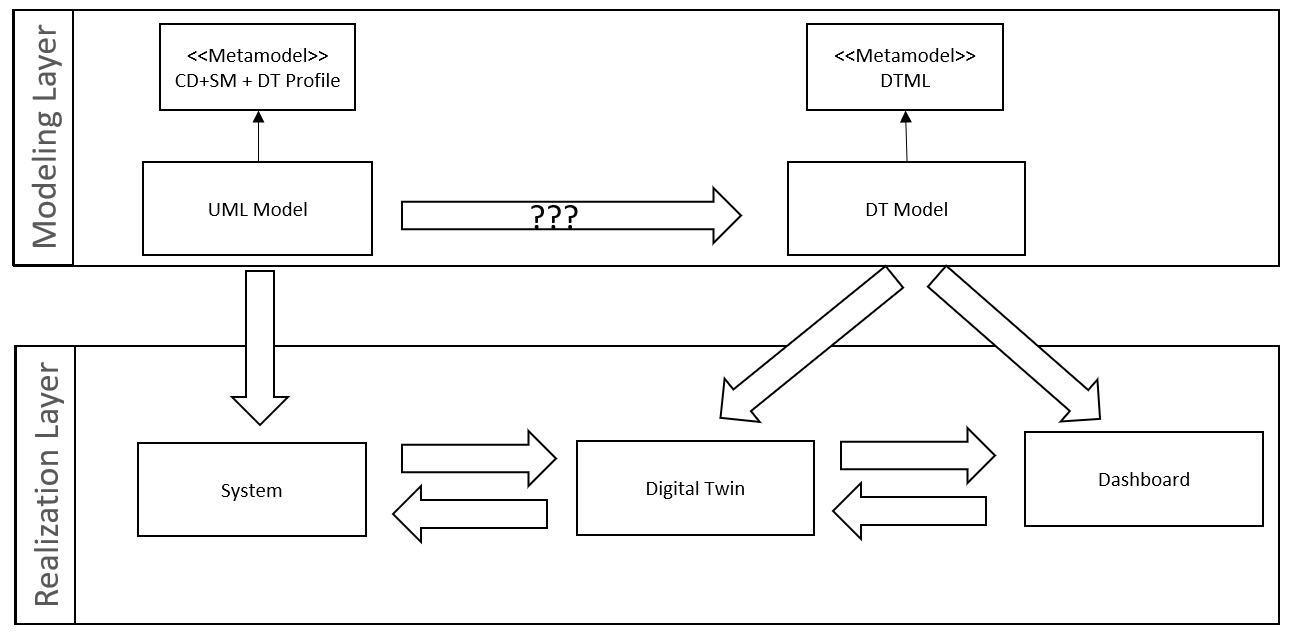 Modeling Layer
<<Metamodel>>
CD+SM + DT Profile
<<Metamodel>>
DTML
UML Model
???
DT Model
Realization Layer
System
Digital Twin
Dashboard